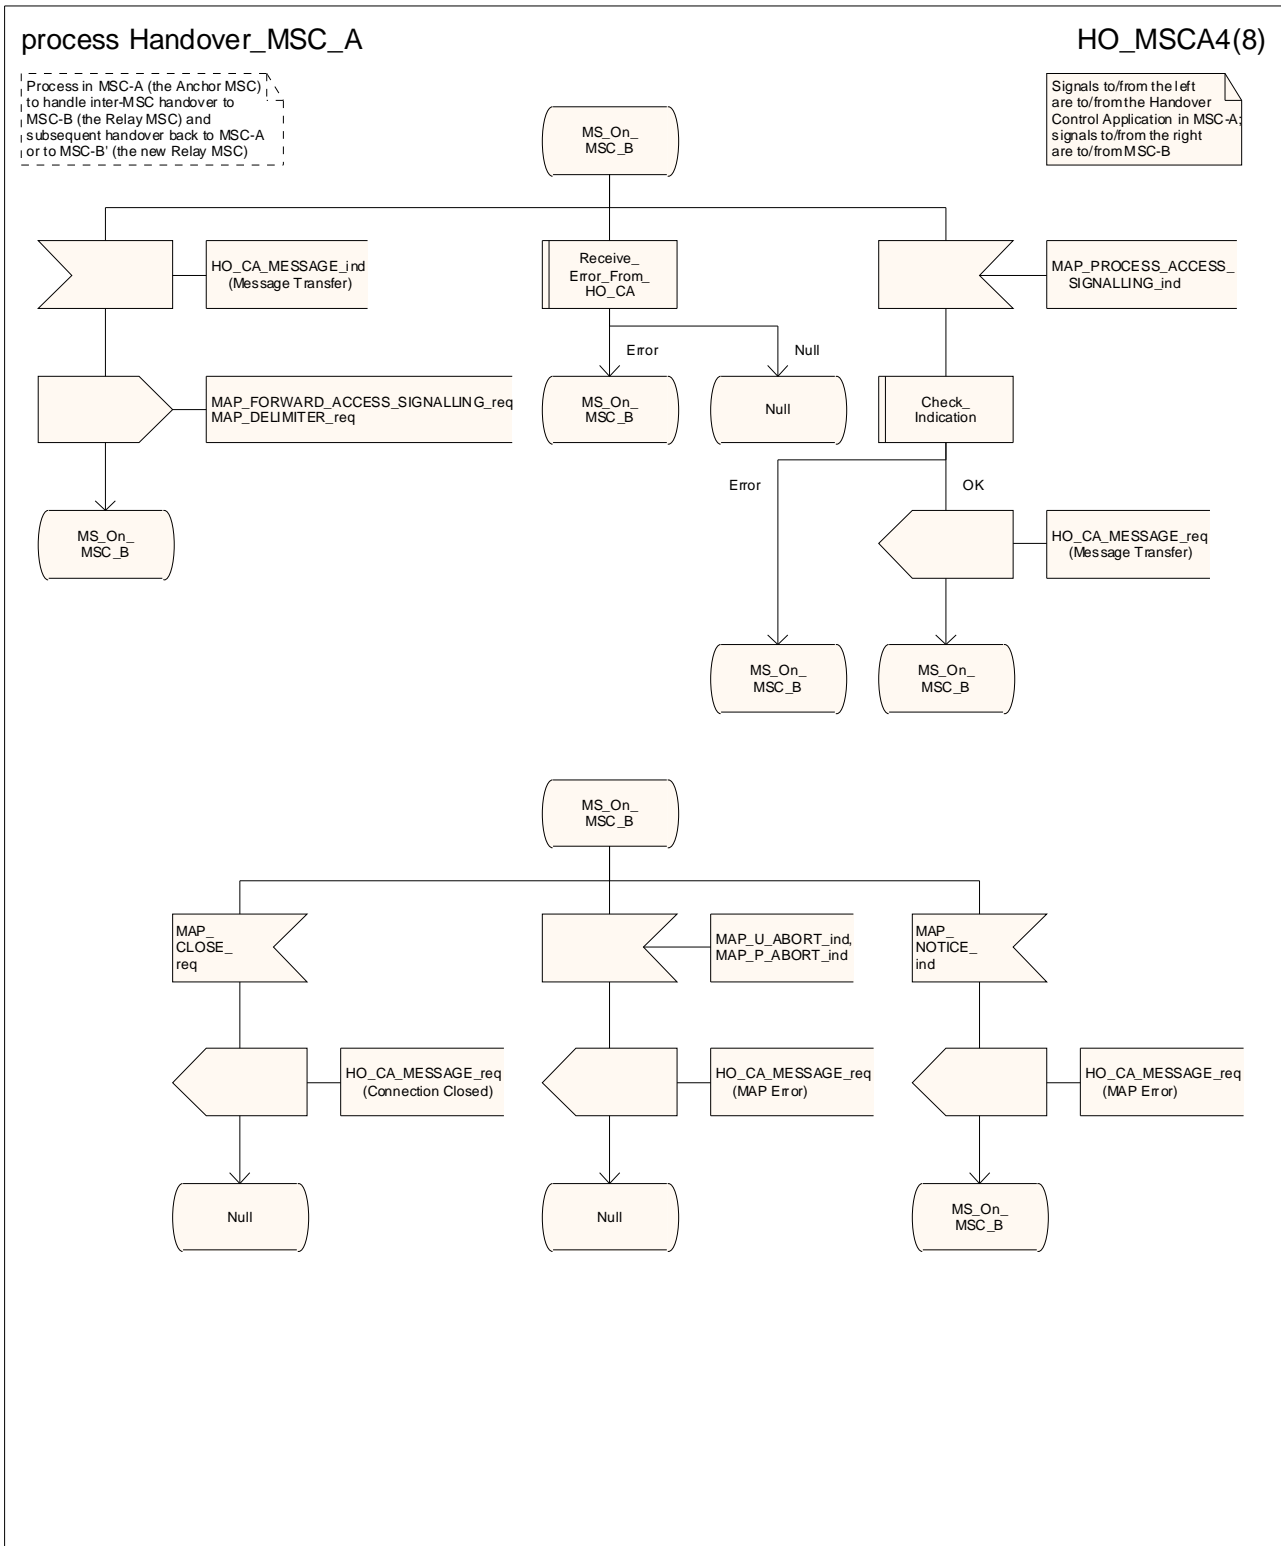 process Handover_MSC_A
HO_MSCA4(8)
Process in MSC-A (the Anchor MSC)
to handle inter-MSC handover to
MSC-B (the Relay MSC) and
subsequent handover back to MSC-A
or to MSC-B' (the new Relay MSC)
Signals to/from the left
are to/from the Handover
Control Application in MSC-A;
signals to/from the right
are to/from MSC-B
MS_On_
MSC_B
HO_CA_MESSAGE_ind
(Message Transfer)
Receive_
Error_From_
HO_CA
MAP_PROCESS_ACCESS_
SIGNALLING_ind
Error
Null
MAP_FORWARD_ACCESS_SIGNALLING_req
MAP_DELIMITER_req
MS_On_
MSC_B
Null
Check_
Indication
Error
OK
MS_On_
MSC_B
HO_CA_MESSAGE_req
(Message Transfer)
MS_On_
MSC_B
MS_On_
MSC_B
MS_On_
MSC_B
MAP_
CLOSE_
req
MAP_U_ABORT_ind,
MAP_P_ABORT_ind
MAP_
NOTICE_
ind
HO_CA_MESSAGE_req
(Connection Closed)
HO_CA_MESSAGE_req
(MAP Error)
HO_CA_MESSAGE_req
(MAP Error)
Null
Null
MS_On_
MSC_B